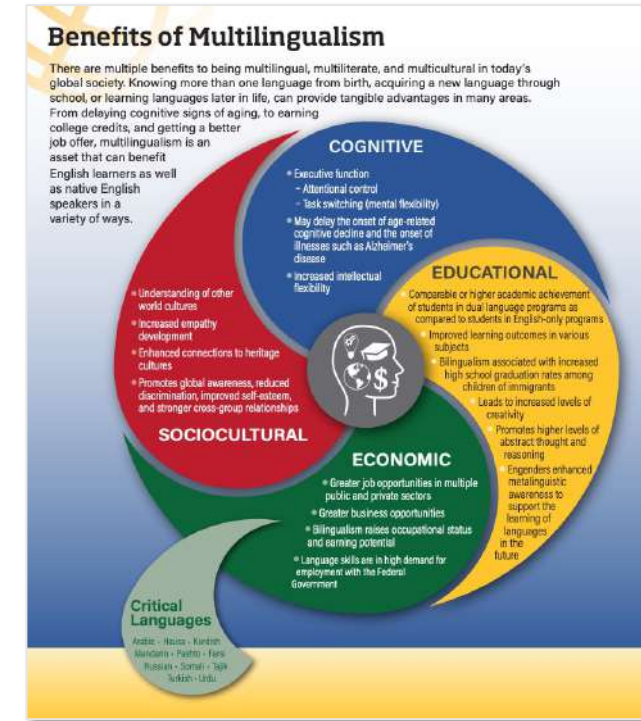 Benefits of Multilingualism
There are multiple benefits to being multilingual, multiliterate, and multicultural in today's
global society. Knowing more than one language from birth, acquiring a new language through
school, or learning languages later in life, can provide tangible advantages in many areas.
From delaying cognitive signs of aging, to earning
college credits, and getting a better
job offer, multilingualism is an
asset that can benefit
English learners as well
as native English
speakers in a
variety of ways.
COGNITIVE
• Executive function
– Attentional control
– Task switching (mental flexibility)
• May delay the onset of age-related
cognitive decline and the onset of
illnesses such as Alzheimer's
disease
• Increased intellectual
flexibility
EDUCATIONAL
• Comparable or higher academic achievement
of students in dual language programs as
compared to students in English-only programs
• Improved learning outcomes in various
subjects
• Bilingualism associated with increased
high school graduation rates among
children of immigrants
• Leads to increased levels of
creativity
• Promotes higher levels of
abstract thought and
reasoning
• Engenders enhanced
metalinguistic
awareness to
support the
learning of
languages
in the
future
• Understanding of other
world cultures
• Increased empathy
development
• Enhanced connections to heritage
cultures
• Promotes global awareness, reduced
discrimination, improved self-esteem,
and stronger cross-group relationships
SOCIOCULTURAL
$
ECONOMIC
• Greater job opportunities in multiple
public and private sectors
• Greater business opportunities
• Bilingualism raises occupational status
and earning potential
• Language skills are in high demand for
employment with the Federal
Government
Critical
Languages
Arabic • Hausa • Kurdish
Mandarin • Pashto • Farsi
Russian • Somali • Tajik
Turkish • Urdu